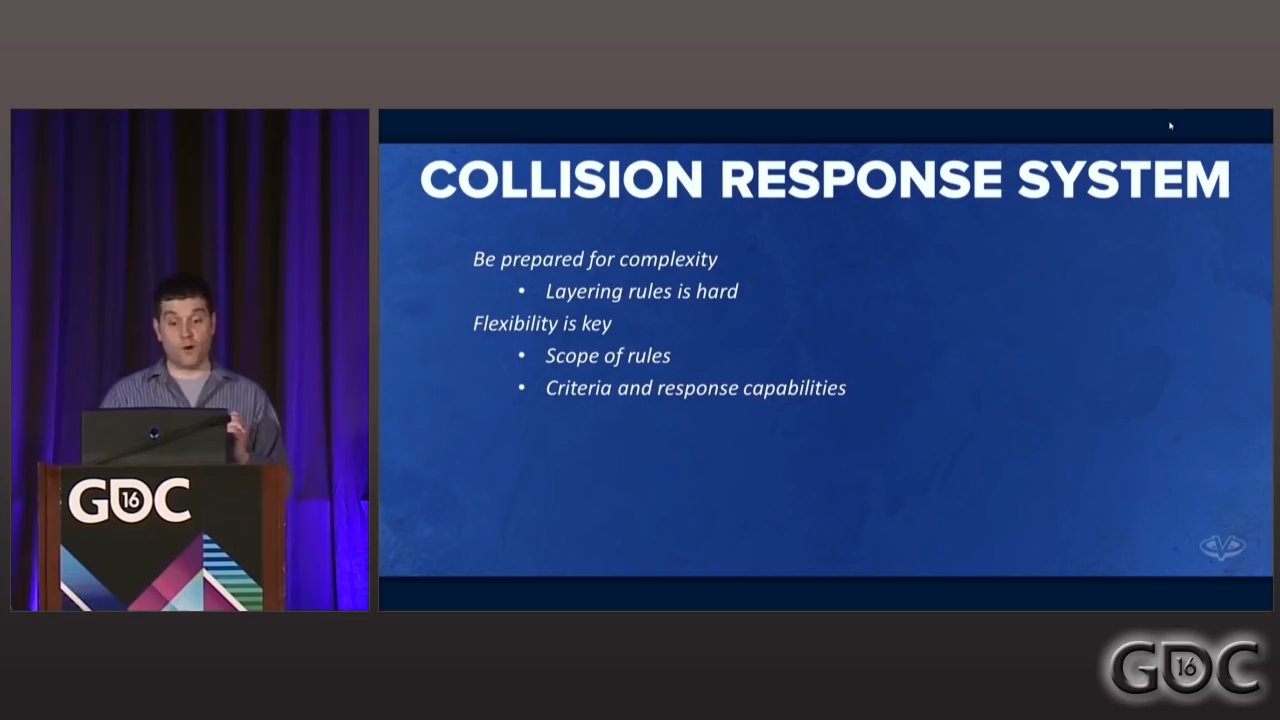 COLLISION RESPONSE SYSTEM
Be prepared for complexity
• Layering rules is hard
Flexibility is key
• Scope of rules
• Criteria and response capabilities
GDC 16
GDC 16